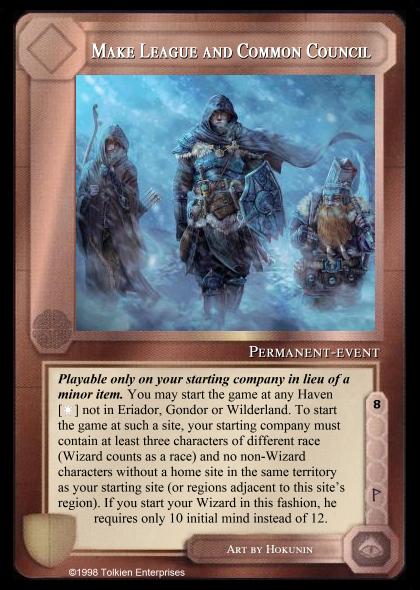 MAKE LEAGUE AND COMMON COUNCIL
PERMANENT-EVENT
Playable only on your starting company in lieu of a
minor item. You may start the game at any Haven
[☀] not in Eriador, Gondor or Wilderland. To start
the game at such a site, your starting company must
contain at least three characters of different race
(Wizard counts as a race) and no non-Wizard
characters without a home site in the same territory
as your starting site (or regions adjacent to this site's
region). If you start your Wizard in this fashion, he
requires only 10 initial mind instead of 12.
8
ᚹ
ART BY HOKUNIN
©1998 Tolkien Enterprises